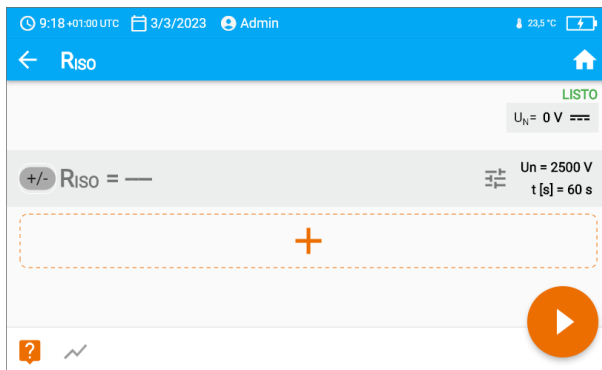 9:18 +01:00 UTC 3/3/2023 Admin 23,5 °C
RISO
LISTO
UN= 0 V
+/- RISO = ––
Un = 2500 V
t [s] = 60 s
+
?